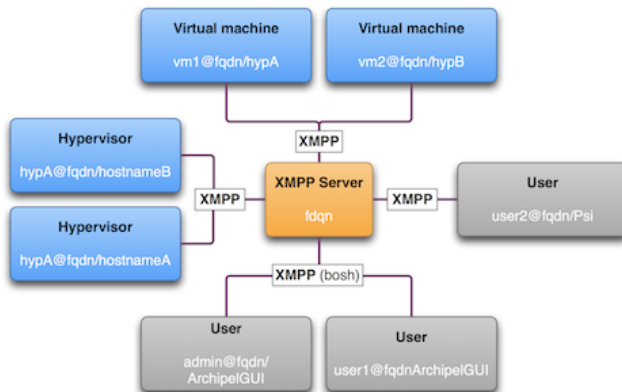 Virtual machine
vm1@fqdn/hypA
Virtual machine
vm2@fqdn/hypB
XMPP
Hypervisor
hypA@fqdn/hostnameB
Hypervisor
hypA@fqdn/hostnameA
XMPP
XMPP Server
fdqn
XMPP
User
user2@fqdn/Psi
XMPP (bosh)
User
admin@fqdn/
ArchipelGUI
User
user1@fqdnArchipelGUI